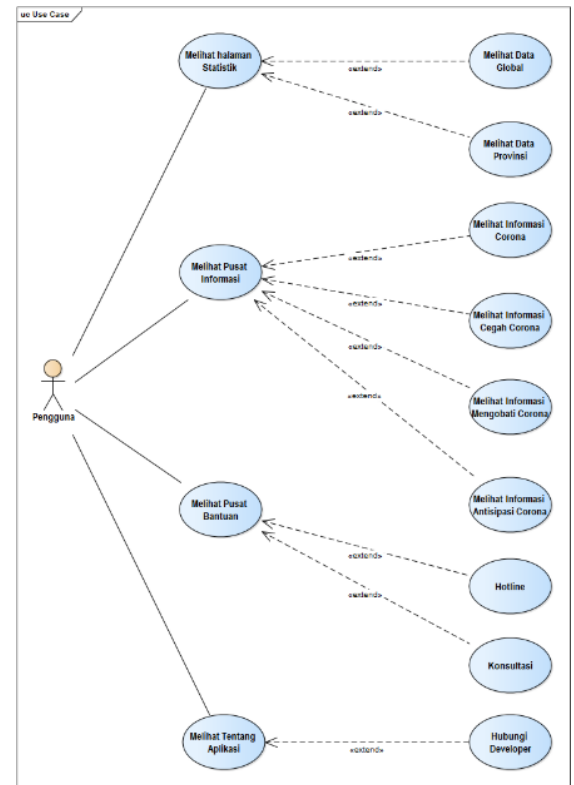 uc Use Case
Melihat halaman
Statistik
«extend»
Melihat Data
Global
«extend»
Melihat Data
Provinsi
Melihat Informasi
Corona
Melihat Pusat
Informasi
«extend»
«extend»
Melihat Informasi
Cegah Corona
«extend»
Pengguna
«extend»
Melihat Informasi
Mengobati Corona
Melihat Pusat
Bantuan
Melihat Informasi
Antisipasi Corona
«extend»
Hotline
«extend»
Konsultasi
Melihat Tentang
Aplikasi
«extend»
Hubungi
Developer